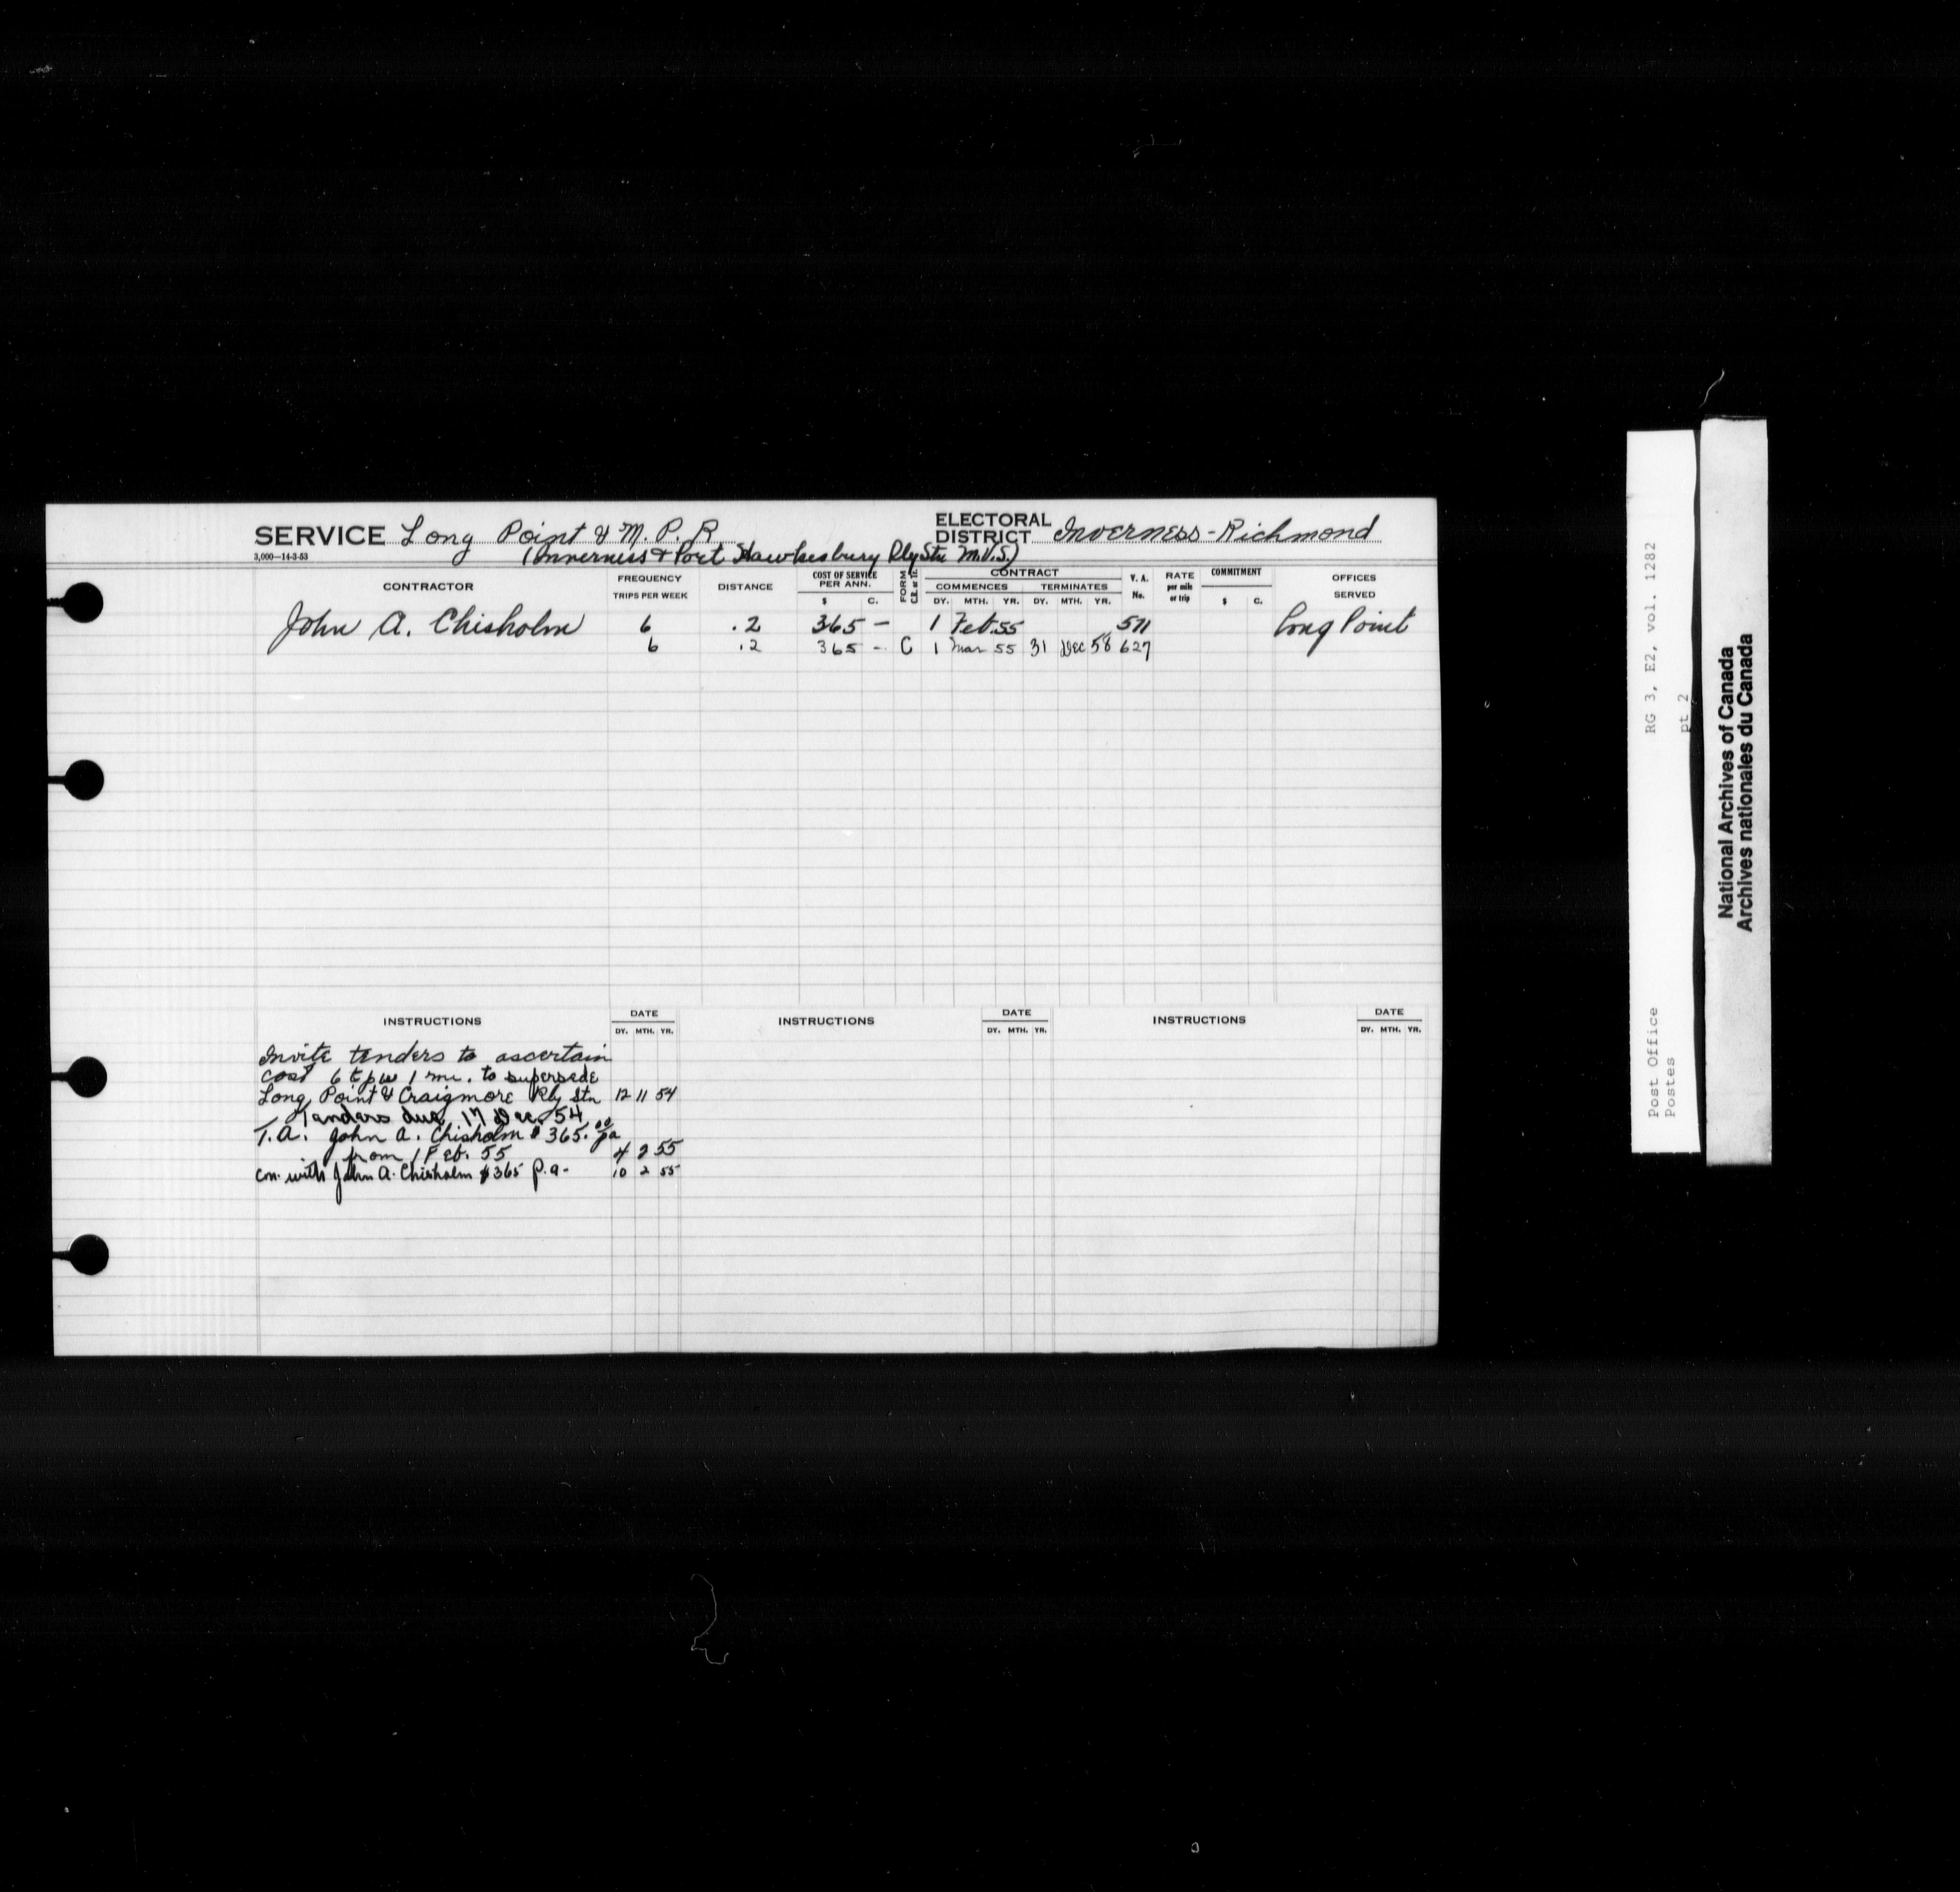 SERVICE Long Point & M. P. R.
(Inverness & Port Hawkesbury Rly Stn M.V.S.)
3,000—14-3-53
ELECTORAL DISTRICT Inverness-Richmond
CONTRACTOR FREQUENCY TRIPS PER WEEK DISTANCE COST OF SERVICE PER ANN. $ C. FORM CONTRACT COMMENCES DY. MTH. YR. TERMINATES DY. MTH. YR. V. A. No. RATE per mile or trip COMMITMENT $ C. OFFICES SERVED
John A. Chisholm 6 .2 365 — 1 Feb. 55 571 Long Point
6 .2 365 - C 1 Mar 55 31 Dec 58 627
INSTRUCTIONS DATE DY. MTH. YR. INSTRUCTIONS DATE DY. MTH. YR. INSTRUCTIONS DATE DY. MTH. YR.
Invite tenders to ascertain
cost 6 tpw 1 mi. to supersede
Long Point & Craigmore Rly Stn 12 11 54
Tenders due 17 Dec. 54
T.A. John A. Chisholm $365.00 pa
from 1 Feb. 55 4 2 55
con. with John A. Chisholm $365 p.a- 10 2 55
RG 3, E2, vol. 1282
pt 2
Post Office
Postes
National Archives of Canada
Archives nationales du Canada